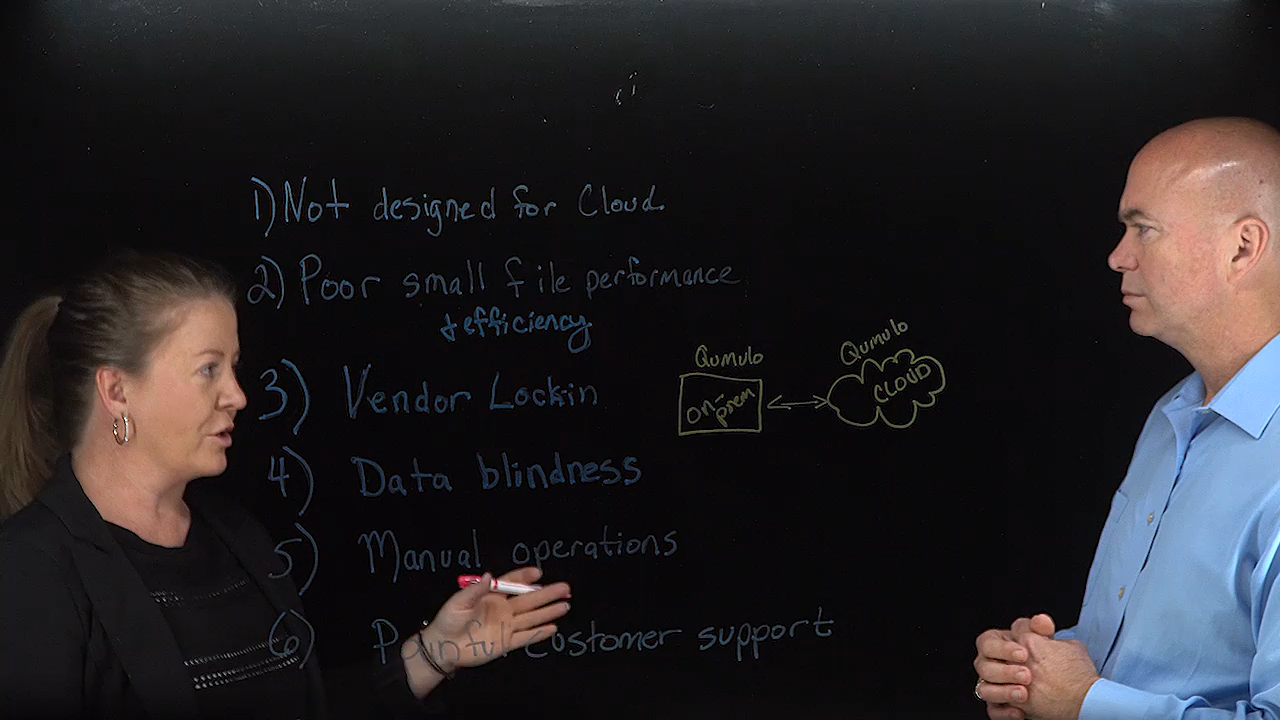 1) Not designed for Cloud.
2) Poor small file performance
+ efficiency
3) Vendor Lockin
Qumulo
on-prem
Qumulo
CLOUD
4) Data blindness
5) Manual operations
6) Painful customer support